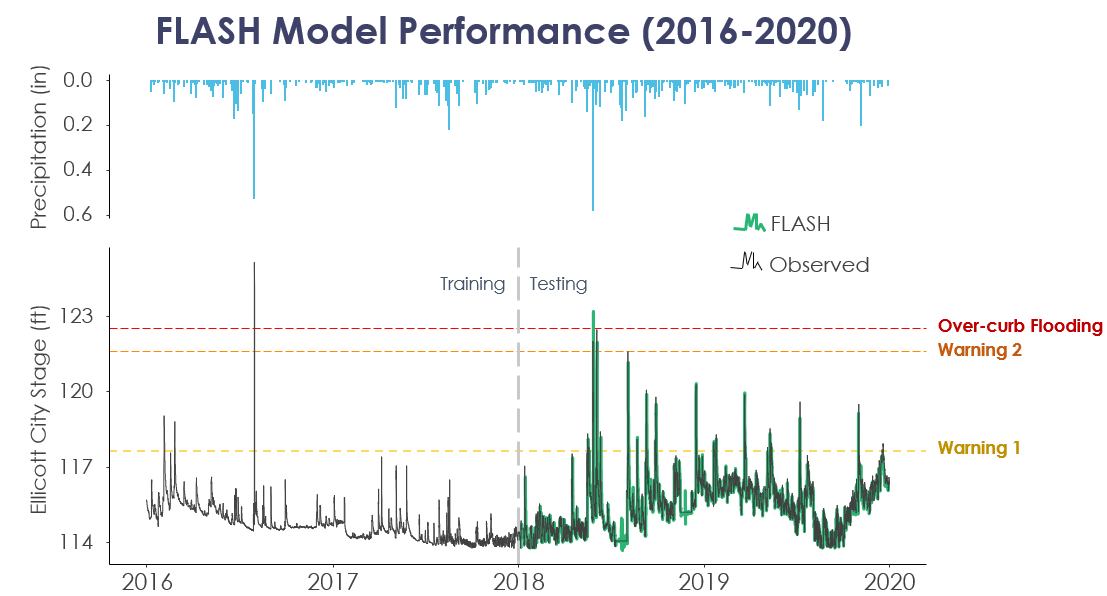 FLASH Model Performance (2016-2020)
Precipitation (in)
0.0
0.2
0.4
0.6
FLASH
Observed
Training
Testing
Ellicott City Stage (ft)
123
120
117
114
Over-curb Flooding
Warning 2
Warning 1
2016
2017
2018
2019
2020